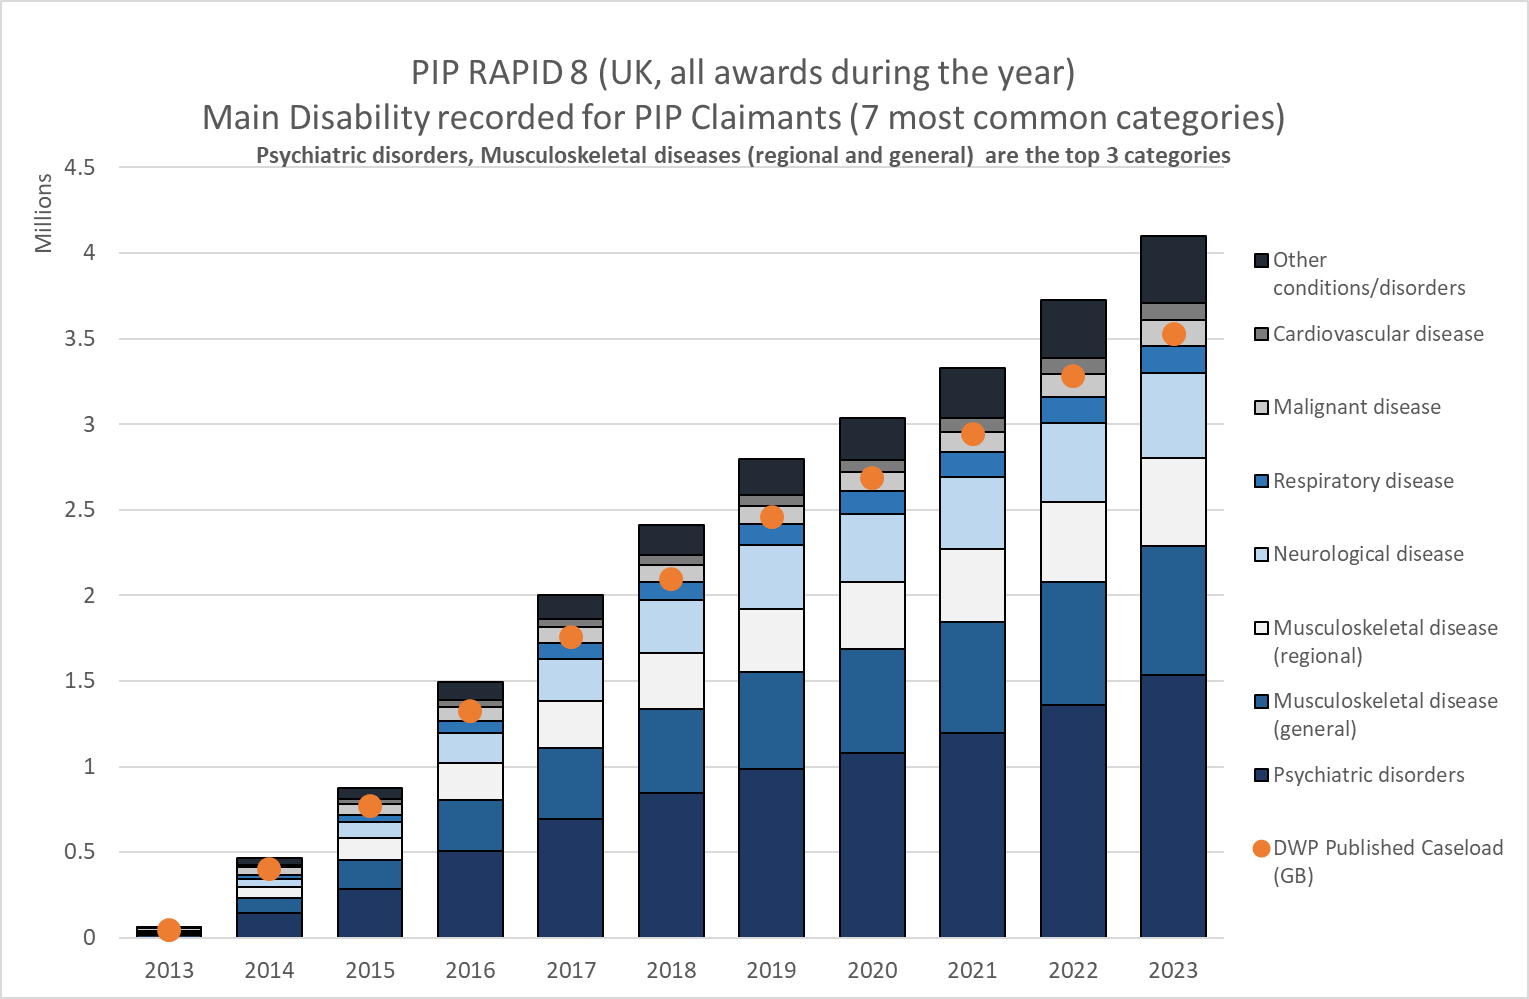 PIP RAPID 8 (UK, all awards during the year)
Main Disability recorded for PIP Claimants (7 most common categories)
Psychiatric disorders, Musculoskeletal diseases (regional and general)  are the top 3 categories
Millions
4.5
4
3.5
3
2.5
2
1.5
1
0.5
0
2013
2014
2015
2016
2017
2018
2019
2020
2021
2022
2023
Other
conditions/disorders
Cardiovascular disease
Malignant disease
Respiratory disease
Neurological disease
Musculoskeletal disease
(regional)
Musculoskeletal disease
(general)
Psychiatric disorders
DWP Published Caseload
(GB)